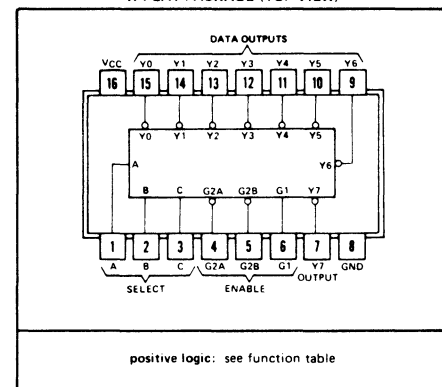 DATA OUTPUTS
VCC Y0 Y1 Y2 Y3 Y4 Y5 Y6
16 15 14 13 12 11 10 9
Y0 Y1 Y2 Y3 Y4 Y5
A Y6
B C G2A G2B G1 Y7
1 2 3 4 5 6 7 8
A B C G2A G2B G1 Y7 GND
SELECT ENABLE OUTPUT
positive logic: see function table